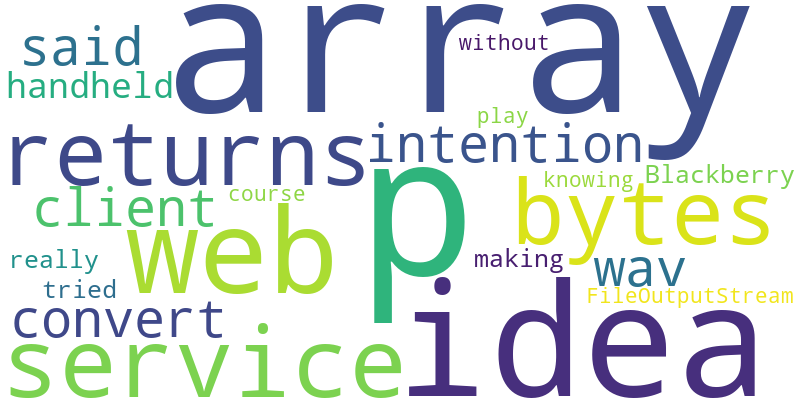 array
said
without
handheld
play
returns
intention
p
knowing
Blackberry
client
course
bytes
web
really
making
wav
tried
FileOutputStream
convert
idea
service